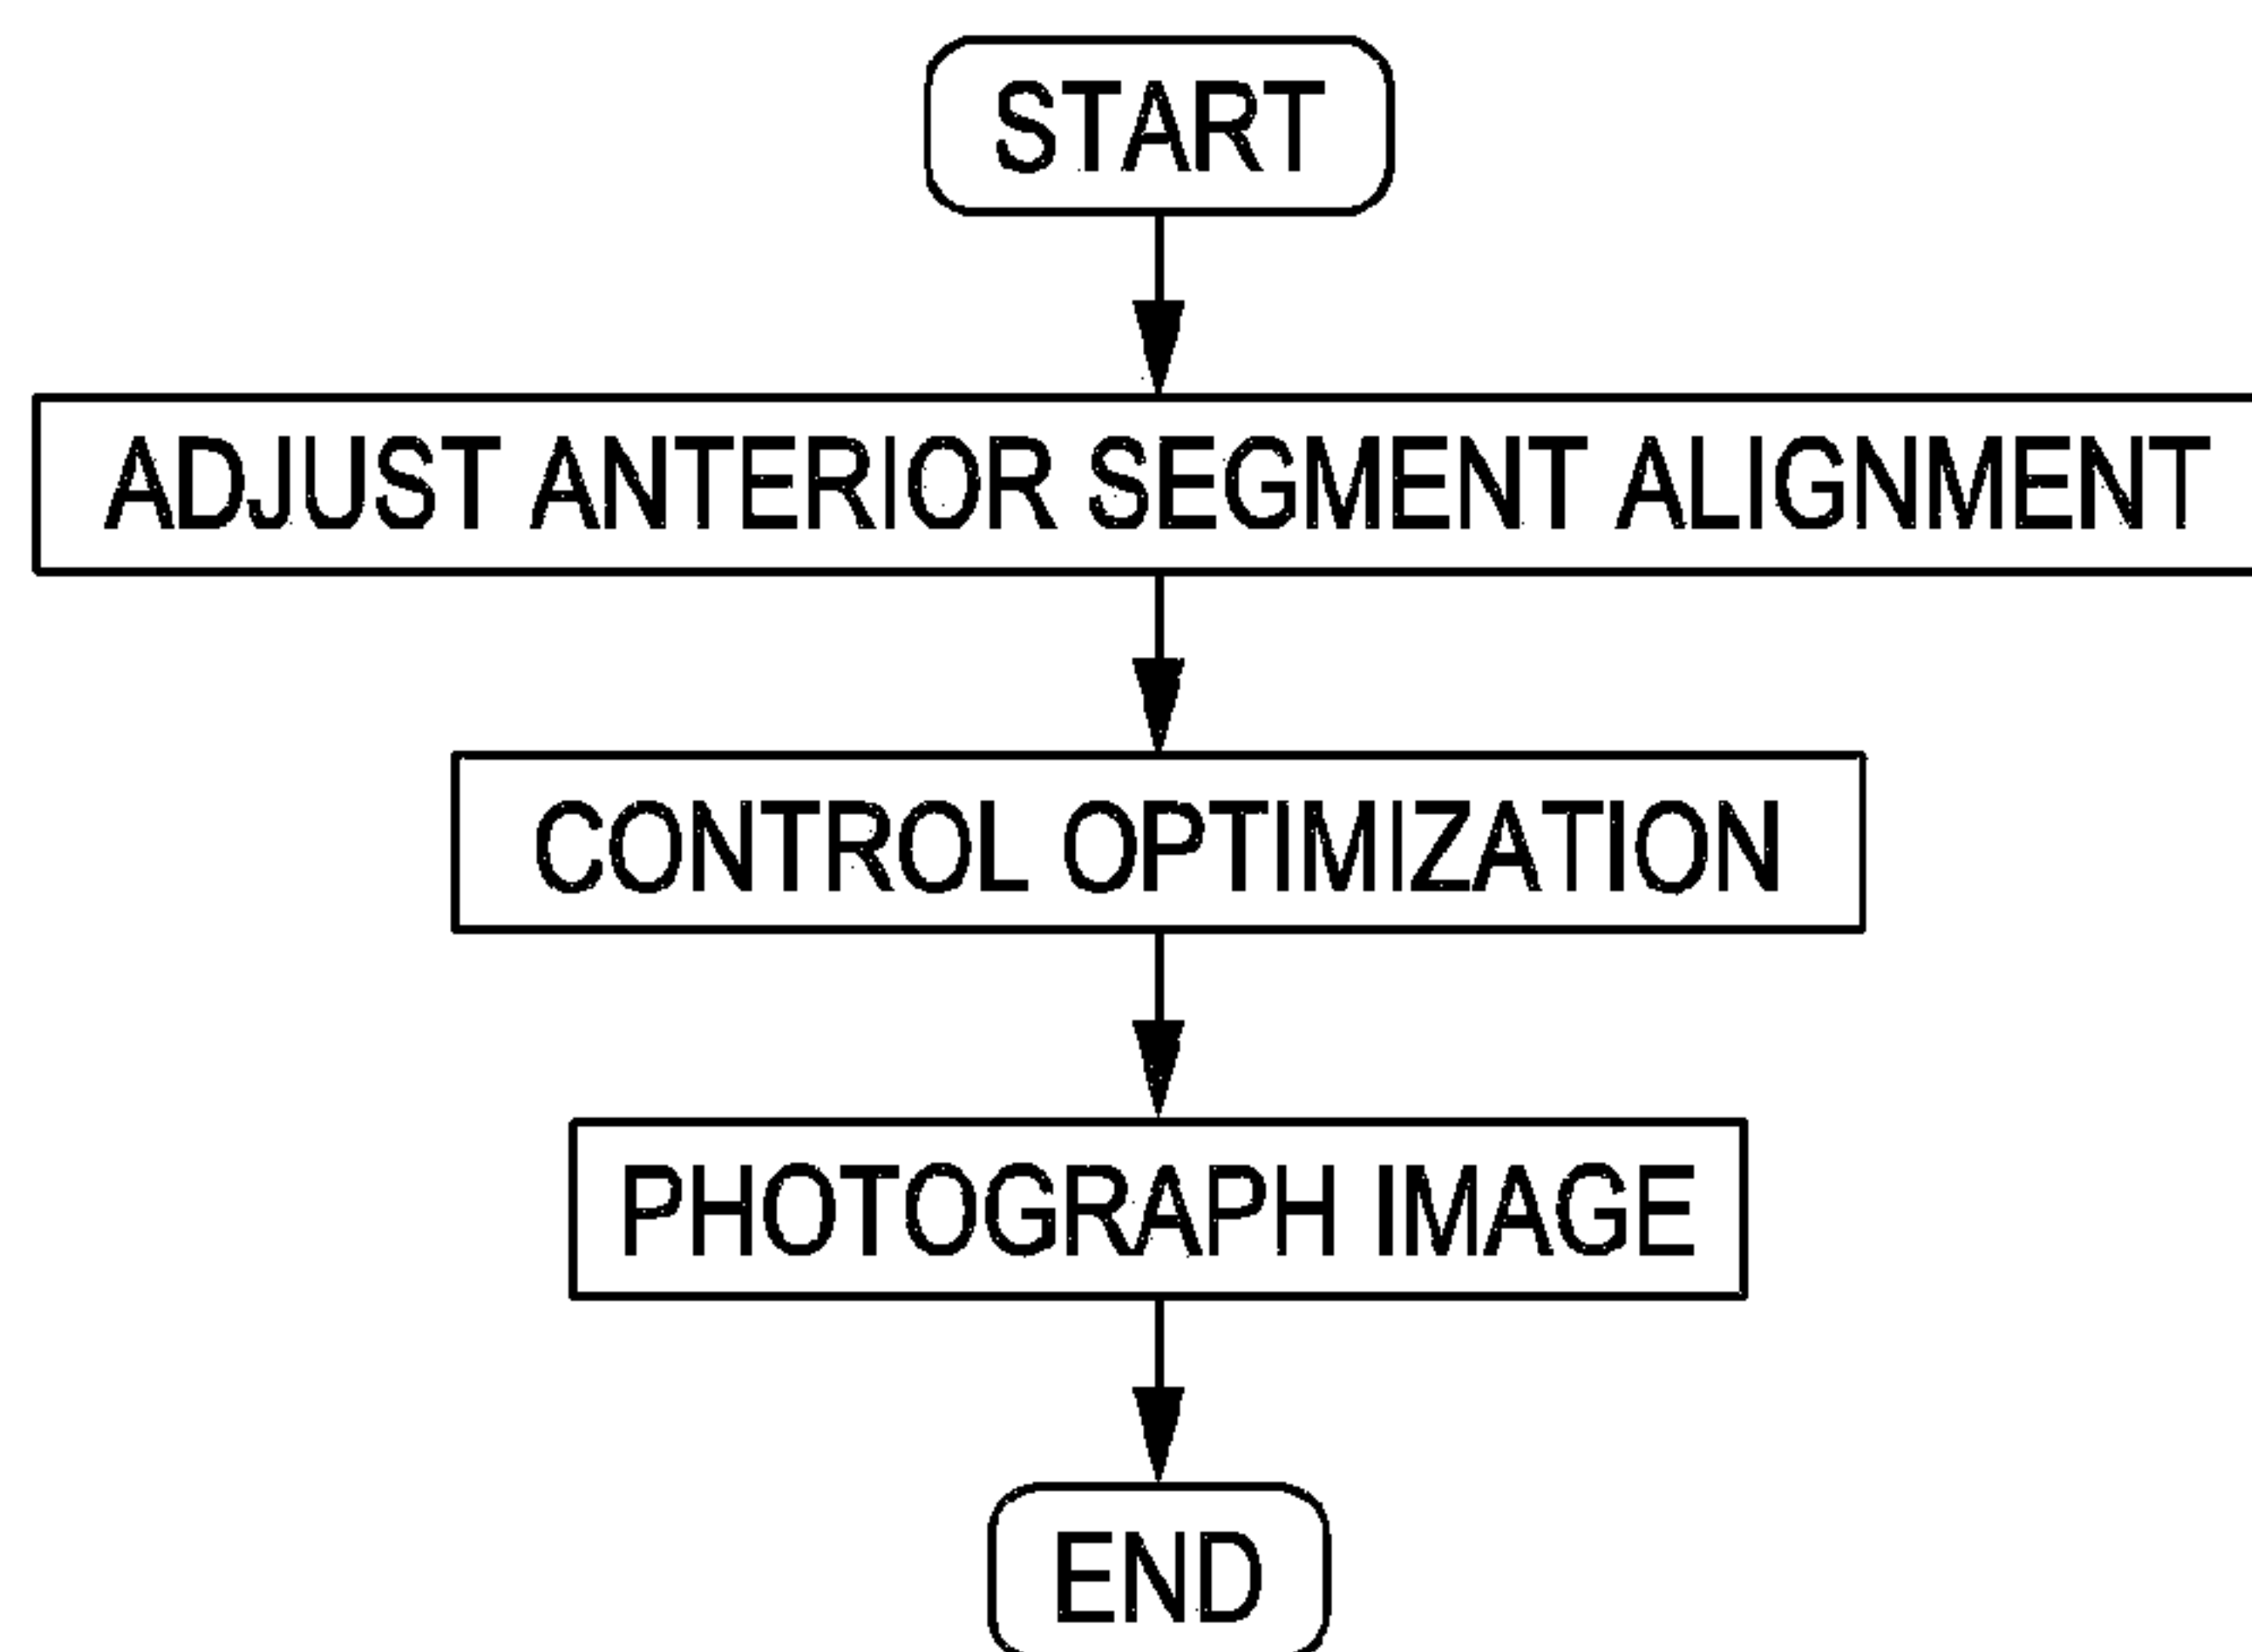 START
ADJUST ANTERIOR SEGMENT ALIGNMENT
CONTROL OPTIMIZATION
PHOTOGRAPH IMAGE
END